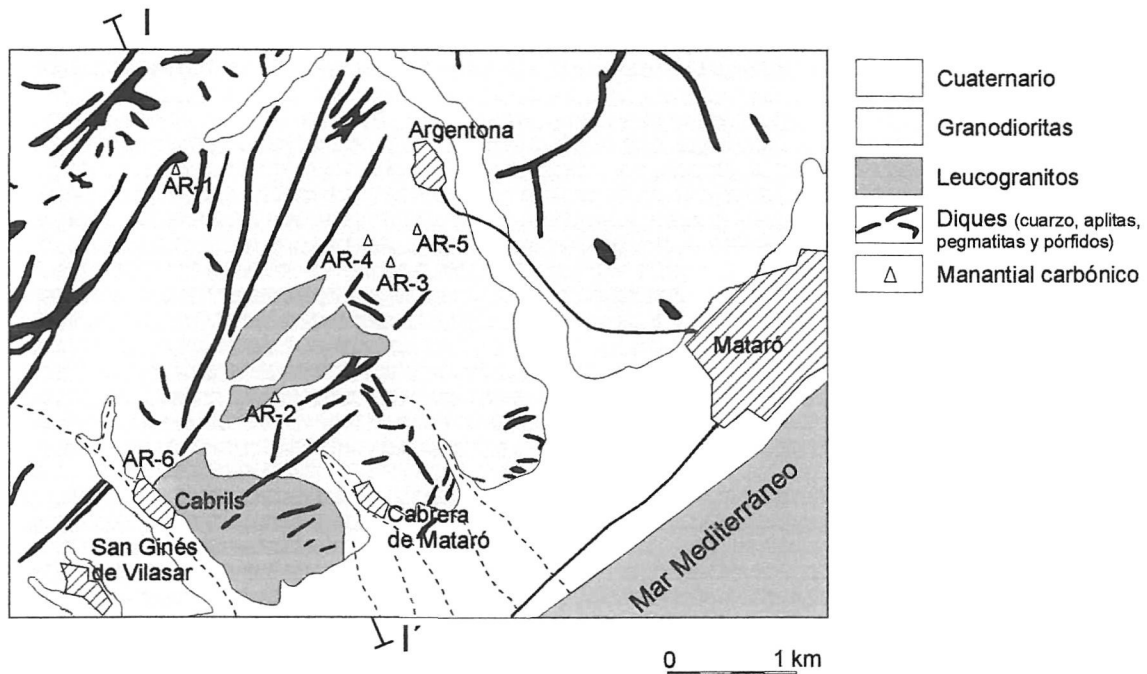 I
Argentona
AR-1
AR-5
AR-4
AR-3
Mataró
AR-2
AR-6
Cabrils
Cabrera
de Mataró
San Ginés
de Vilasar
Mar Mediterráneo
I´
0 1 km
Cuaternario
Granodioritas
Leucogranitos
Diques (cuarzo, aplitas,
pegmatitas y pórfidos)
Manantial carbónico